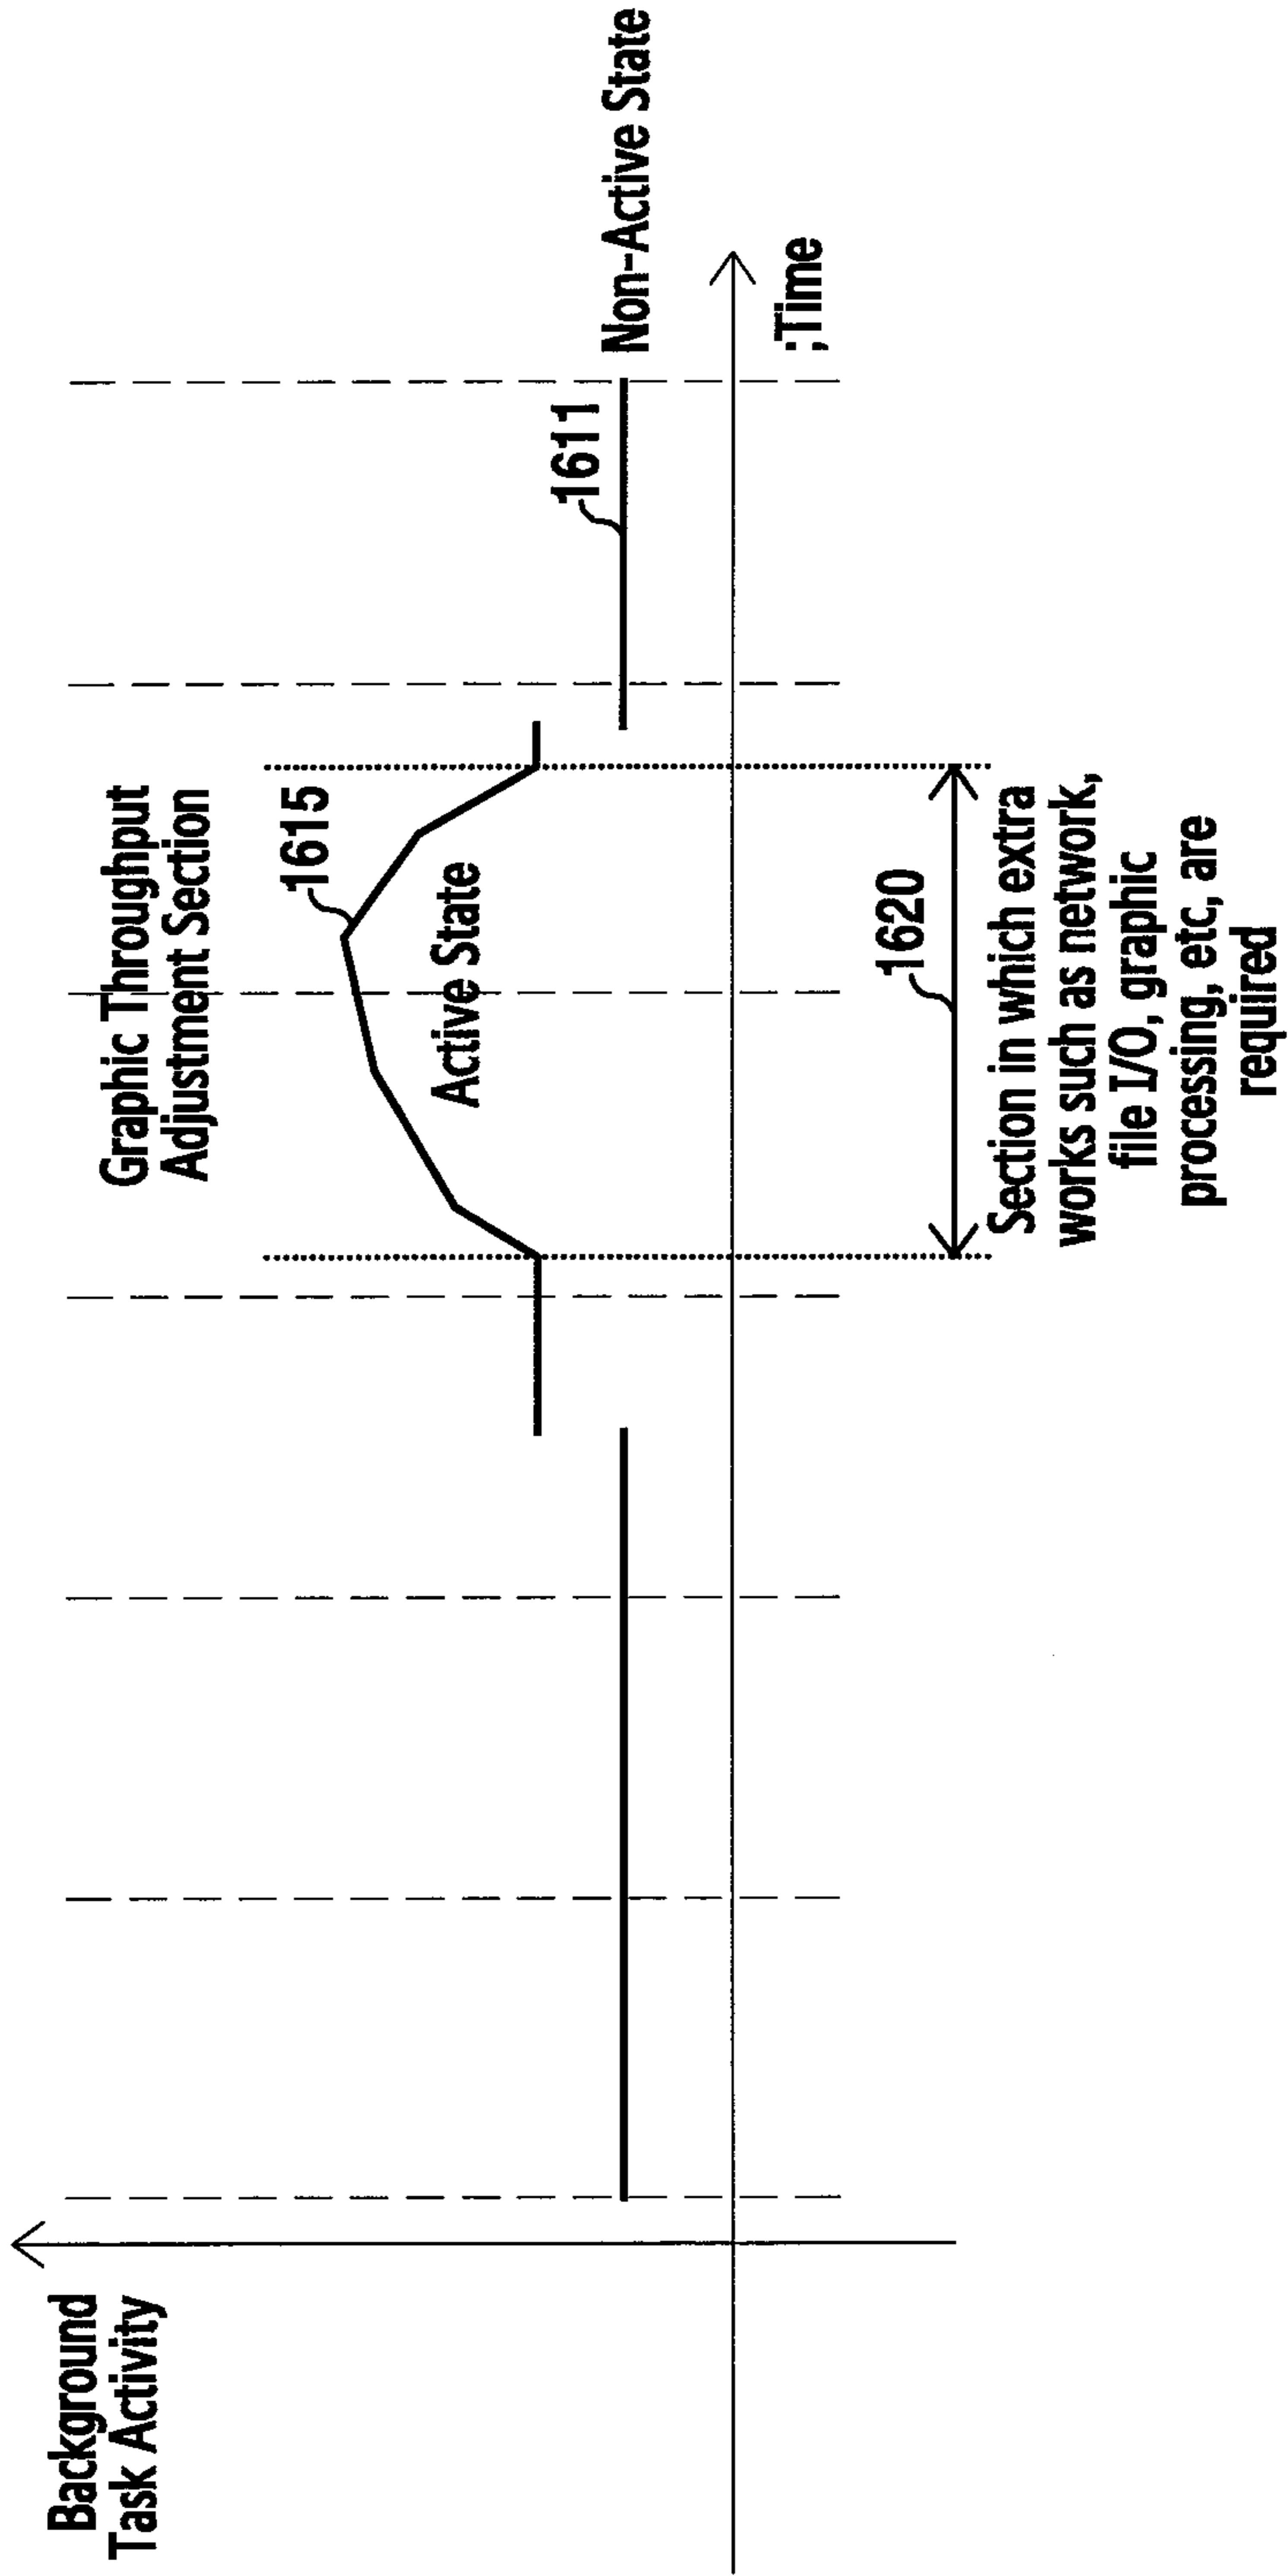 Background
Task Activity
Graphic Throughput
Adjustment Section
1615
Active State
1611
Non-Active State
;Time
1620
Section in which extra
works such as network,
file I/O, graphic
processing, etc, are
required